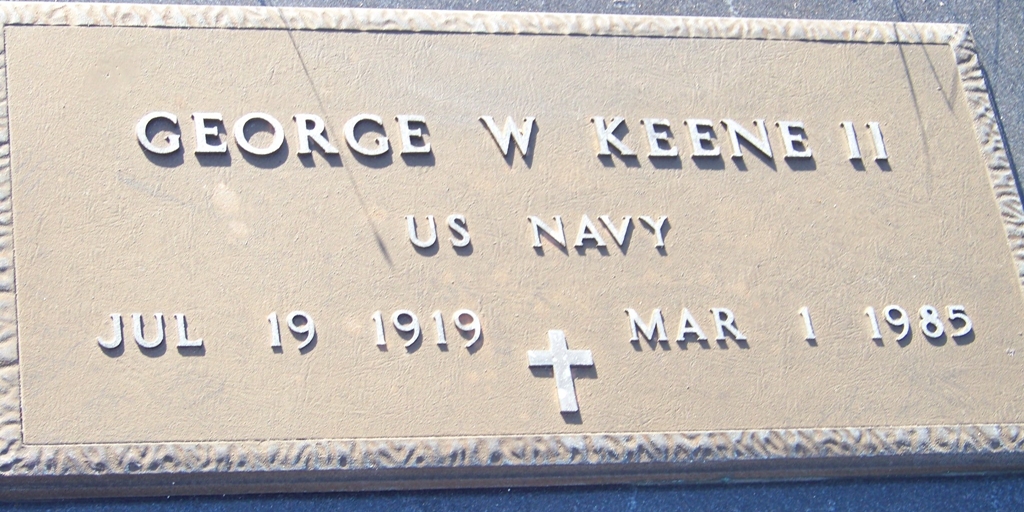 GEORGE W KEENE II
US NAVY
JUL 19 1919 MAR 1 1985